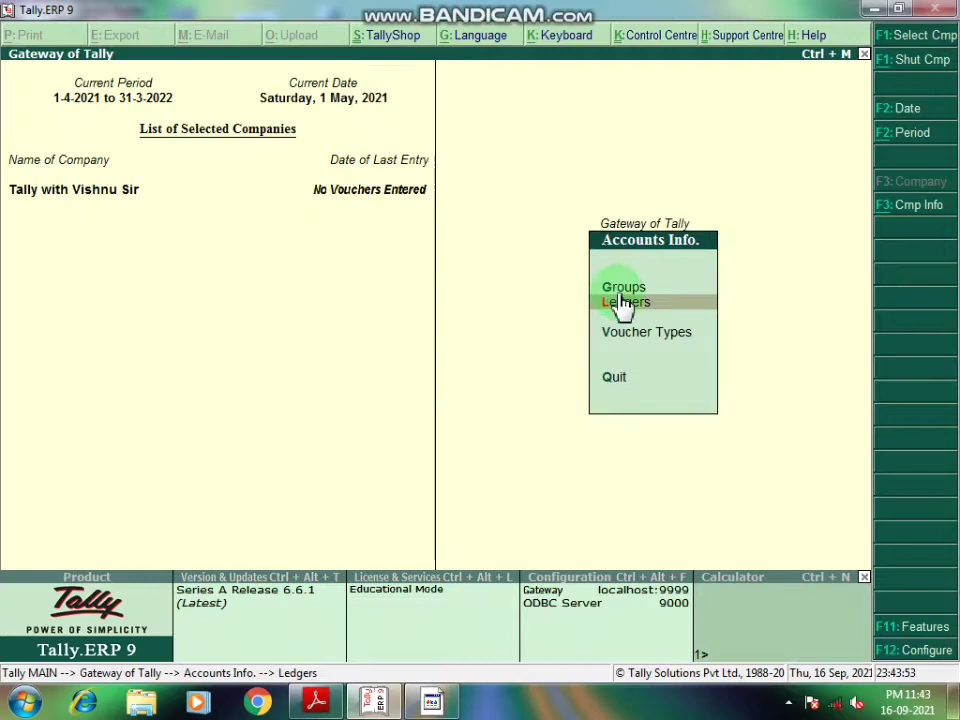 Tally.ERP 9
www.BANDICAM.com
P: Print
E: Export
M: E-Mail
O: Upload
S: TallyShop
G: Language
K: Keyboard
K: Control Centre
H: Support Centre
H: Help
F1: Select Cmp
Gateway of Tally
Ctrl + M
F1: Shut Cmp
Current Period
Current Date
1-4-2021 to 31-3-2022
Saturday, 1 May, 2021
F2: Date
List of Selected Companies
F2: Period
Name of Company
Date of Last Entry
F3: Company
Tally with Vishnu Sir
No Vouchers Entered
F3: Cmp Info
Gateway of Tally
Accounts Info.
Groups
Ledgers
Voucher Types
Quit
Product
Version & Updates Ctrl + Alt + T
License & Services Ctrl + Alt + L
Configuration Ctrl + Alt + F
Calculator
Ctrl + N
Series A Release 6.6.1
(Latest)
Educational Mode
Gateway
localhost:9999
ODBC Server
9000
Tally
POWER OF SIMPLICITY
Tally.ERP 9
1>
F11: Features
F12: Configure
Tally MAIN --> Gateway of Tally --> Accounts Info. --> Ledgers
© Tally Solutions Pvt Ltd., 1988-20
Thu, 16 Sep, 2021
23:43:53
PM 11:43
16-09-2021